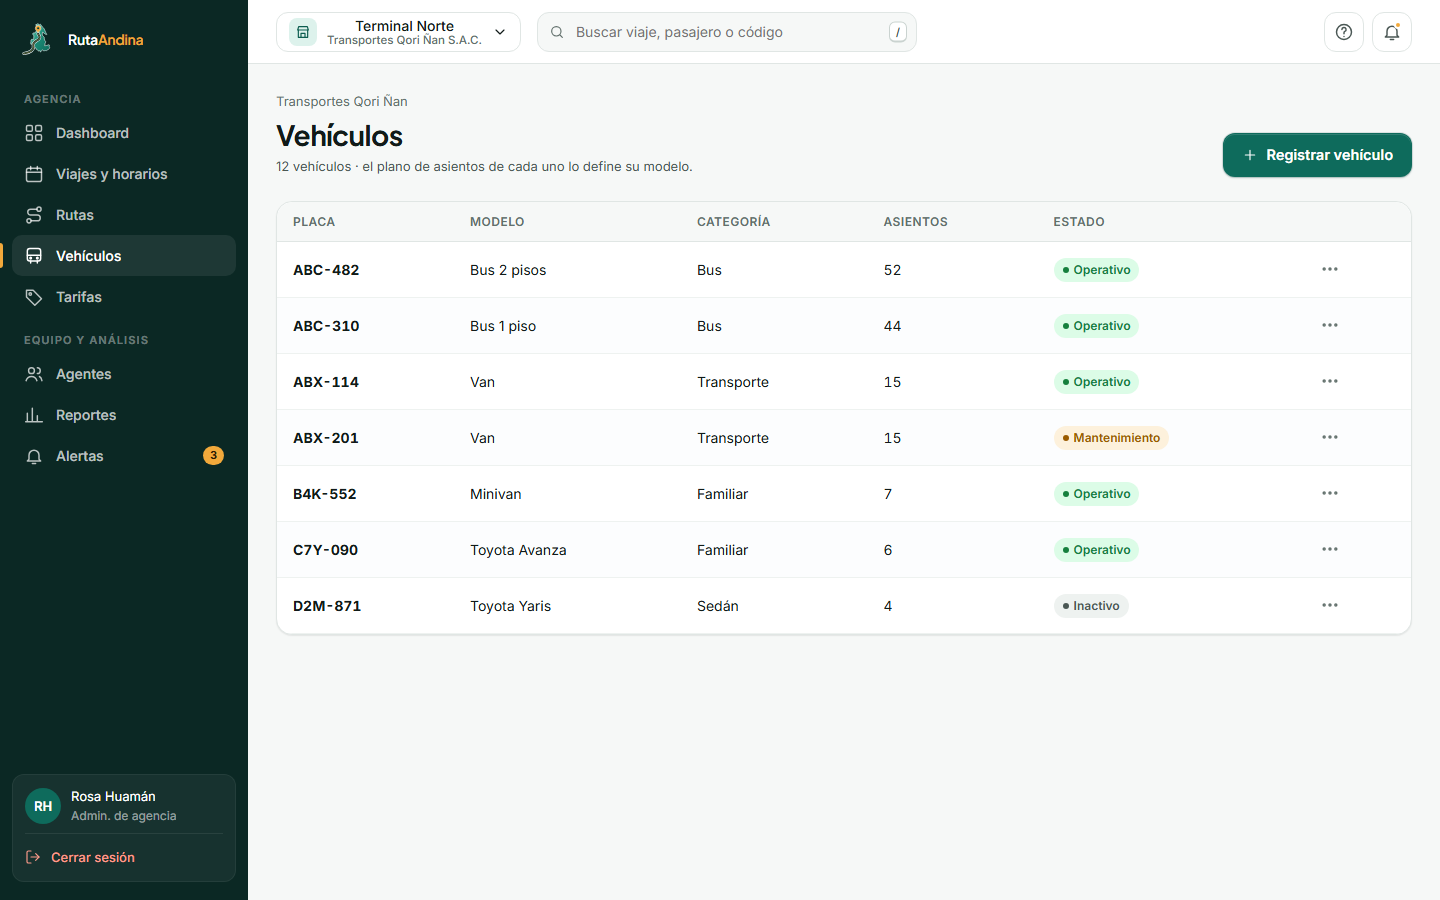 RutaAndina
AGENCIA
Dashboard
Viajes y horarios
Rutas
Vehículos
Tarifas
EQUIPO Y ANÁLISIS
Agentes
Reportes
Alertas 3
RH Rosa Huamán
Admin. de agencia
Cerrar sesión
Terminal Norte
Transportes Qori Ñan S.A.C.
Buscar viaje, pasajero o código /
Transportes Qori Ñan
Vehículos
12 vehículos · el plano de asientos de cada uno lo define su modelo.
+ Registrar vehículo
PLACA MODELO CATEGORÍA ASIENTOS ESTADO
ABC-482 Bus 2 pisos Bus 52 Operativo
ABC-310 Bus 1 piso Bus 44 Operativo
ABX-114 Van Transporte 15 Operativo
ABX-201 Van Transporte 15 Mantenimiento
B4K-552 Minivan Familiar 7 Operativo
C7Y-090 Toyota Avanza Familiar 6 Operativo
D2M-871 Toyota Yaris Sedán 4 Inactivo